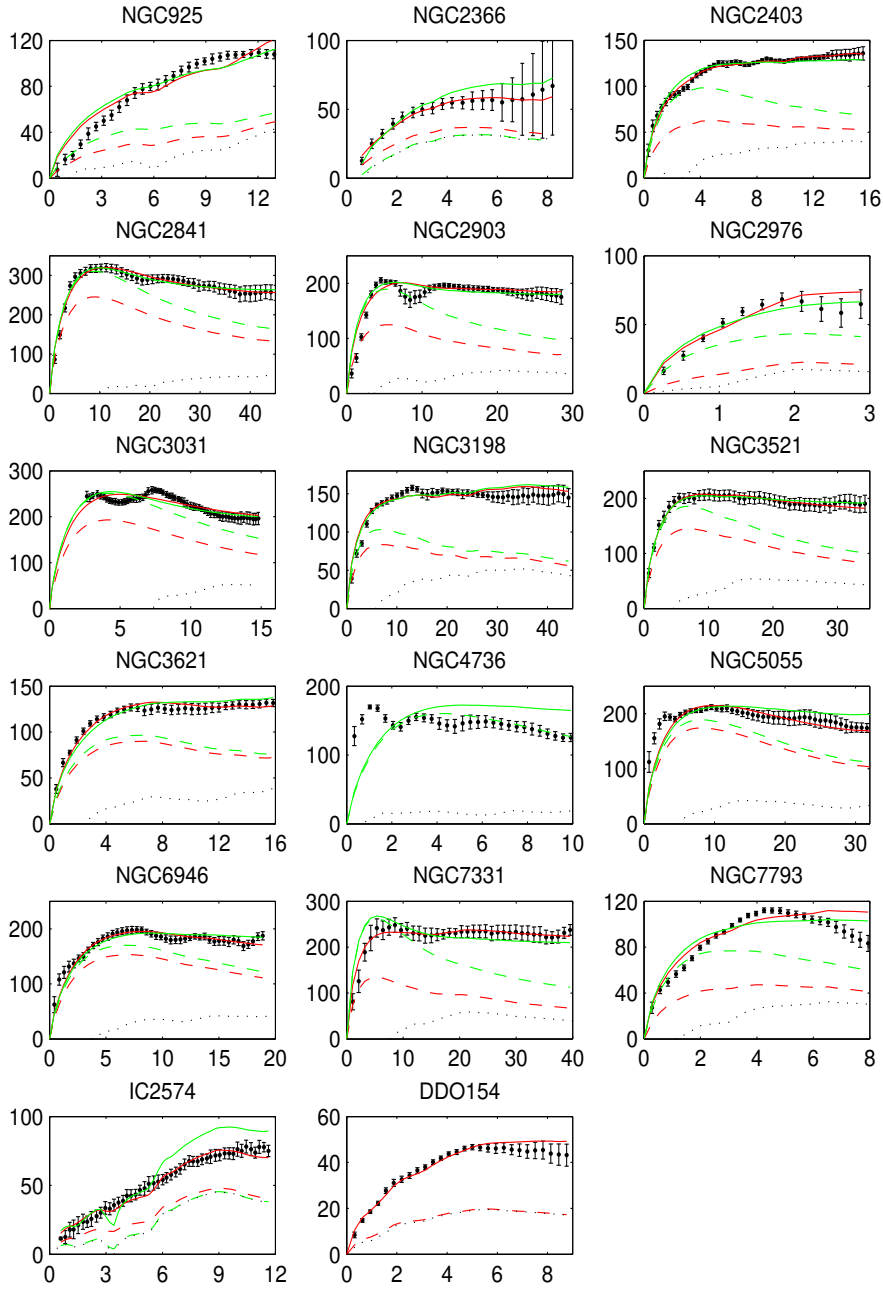 NGC925 NGC2366 NGC2403
120 100 150
80 100
50
40 50
0 0 0
0 3 6 9 12 0 2 4 6 8 0 4 8 12 16
NGC2841 NGC2903 NGC2976
300 200 100
200
100 50
100
0 0 0
0 10 20 30 40 0 10 20 30 0 1 2 3
NGC3031 NGC3198 NGC3521
300 150 300
200 100 200
100 50 100
0 0 0
0 5 10 15 0 10 20 30 40 0 10 20 30
NGC3621 NGC4736 NGC5055
150 200 300
100 200
100
50 100
0 0 0
0 4 8 12 16 0 2 4 6 8 10 0 10 20 30
NGC6946 NGC7331 NGC7793
300 300 120
200 200 80
100 100 40
0 0 0
0 5 10 15 20 0 10 20 30 40 0 2 4 6 8
IC2574 DDO154
100 60
40
50
20
0 0
0 3 6 9 12 0 2 4 6 8